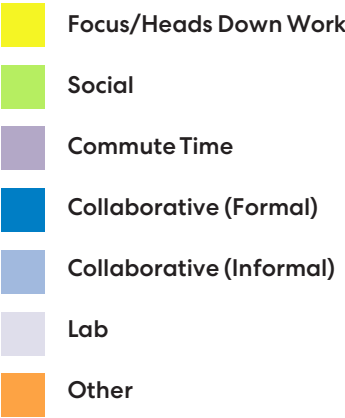 Focus/Heads Down Work
Social
Commute Time
Collaborative (Formal)
Collaborative (Informal)
Lab
Other